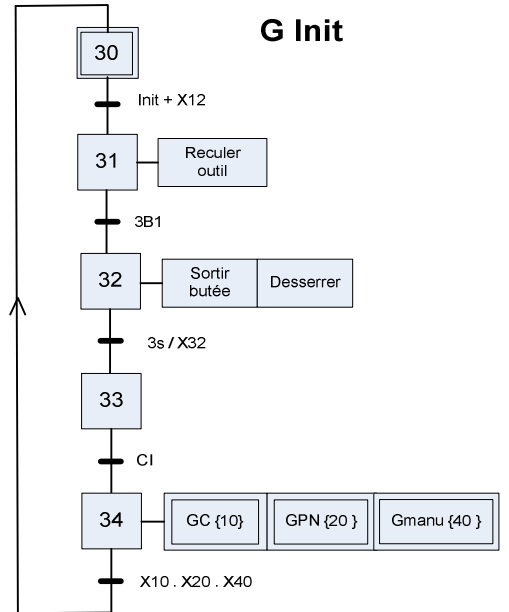 G Init
30
Init + X12
31
Reculer
outil
3B1
32
Sortir
butée
Desserrer
3s / X32
33
CI
34
GC {10}
GPN {20 }
Gmanu {40 }
X10 . X20 . X40